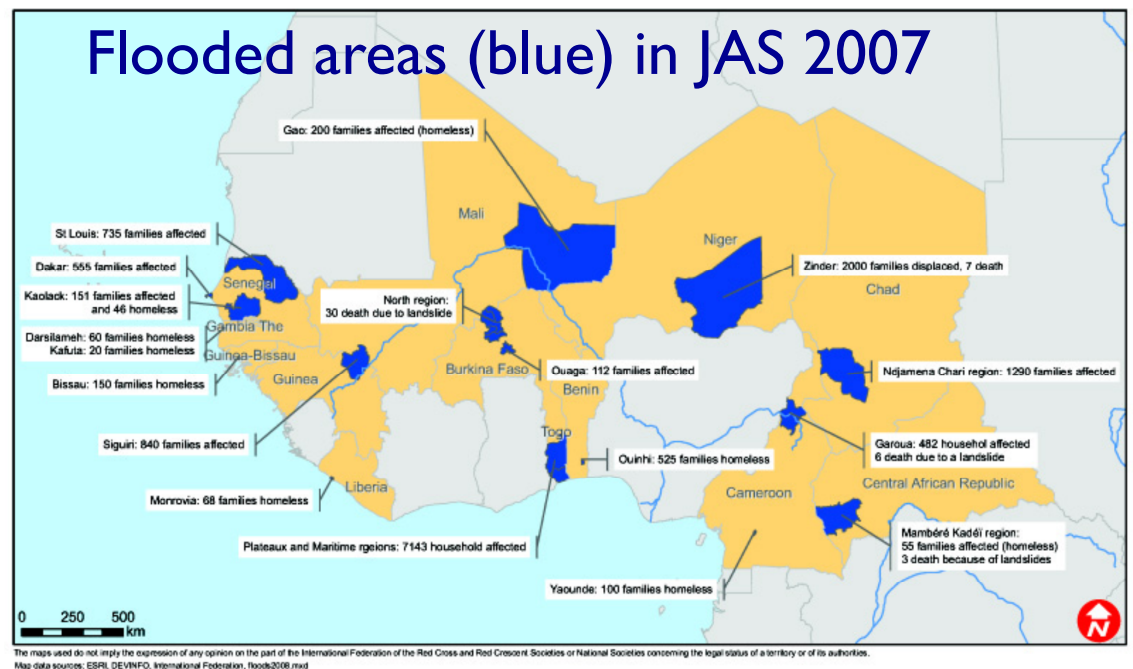 Flooded areas (blue) in JAS 2007
Gao: 200 families affected (homeless)
Mali
Niger
Chad
St Louis: 735 families affected
Dakar: 555 families affected
Zinder: 2000 families displaced, 7 death
Senegal
Kaolack: 151 families affected
and 46 homeless
North region:
30 death due to landslide
Gambia The
Darsilameh: 60 families homeless
Kafuta: 20 families homeless
Guinea-Bissau
Bissau: 150 families homeless
Guinea
Burkina Faso
Ouaga: 112 families affected
Ndjamena Chari region: 1290 families affected
Benin
Togo
Siguiri: 840 families affected
Garoua: 482 househol affected
6 death due to a landslide
Ouinhi: 525 families homeless
Liberia
Monrovia: 68 families homeless
Cameroon
Central African Republic
Plateaux and Maritime rgeions: 7143 household affected
Mambéré Kadéï region:
55 families affected (homeless)
3 death because of landslides
Yaounde: 100 families homeless
0 250 500
km
N
The maps used do not imply the expression of any opinion on the part of the International Federation of the Red Cross and Red Crescent Societies or National Societies concerning the legal status of a territory or of its authorities.
Map data sources: ESRI, DEVINFO, International Federation, floods2008.mxd